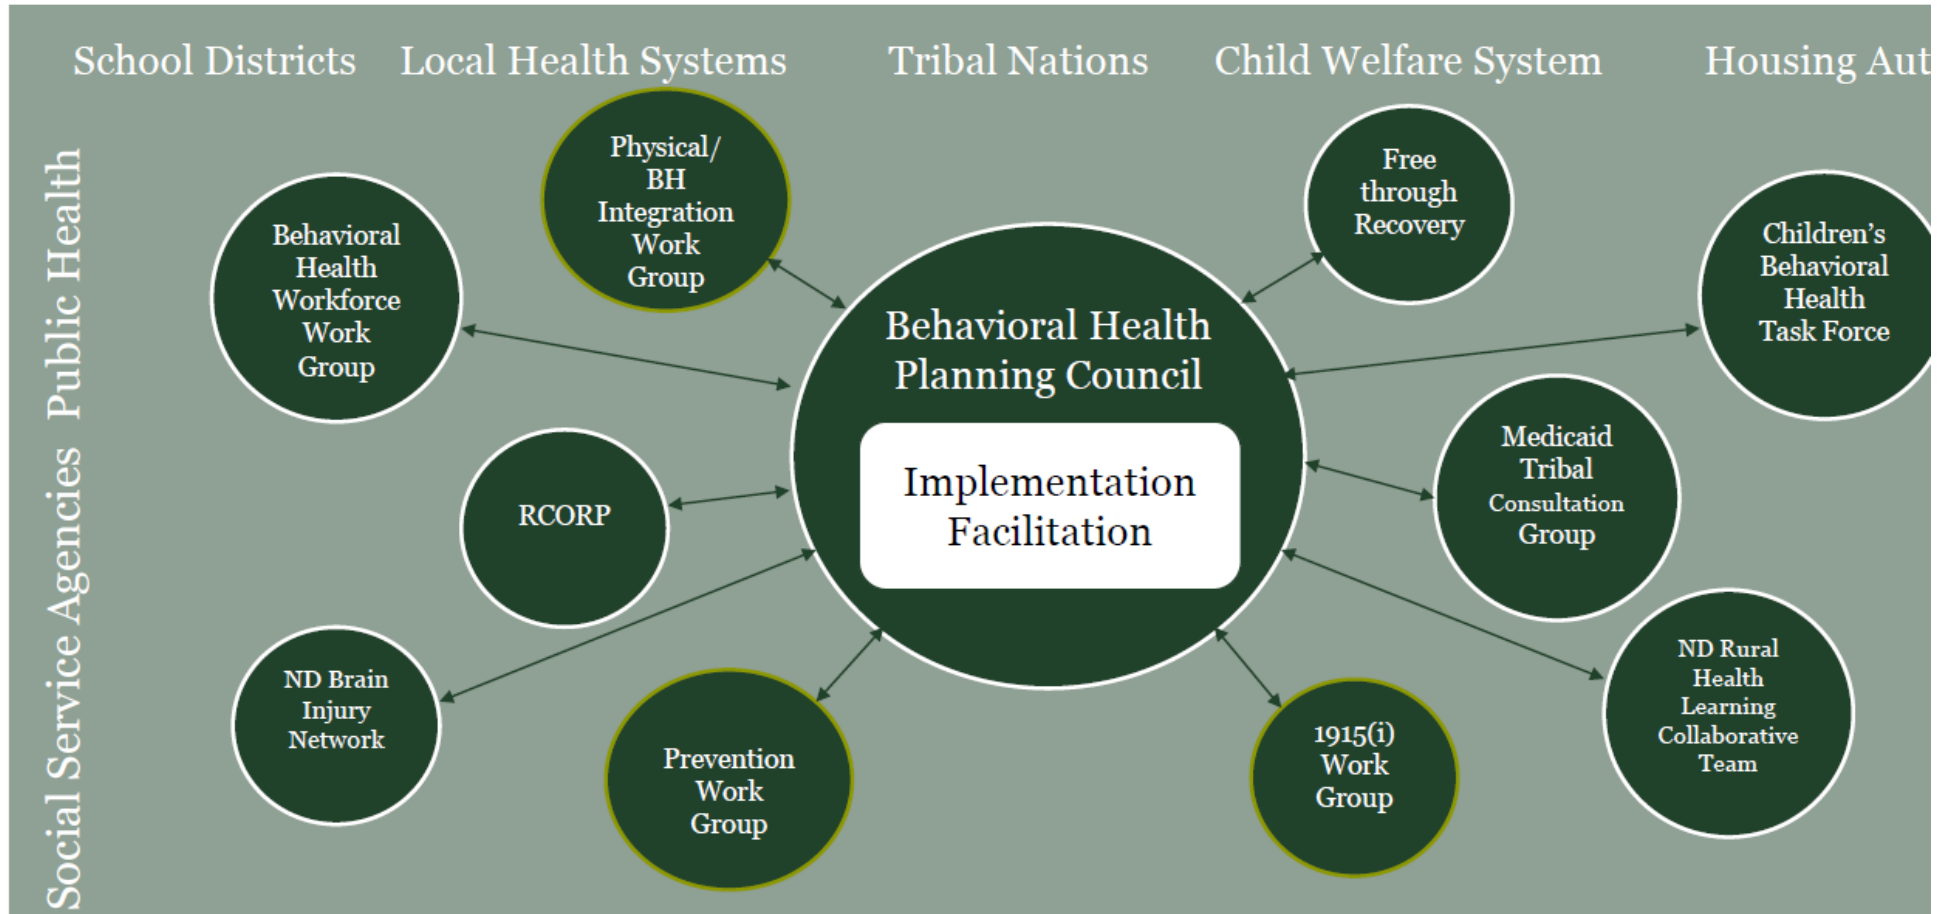 School Districts
Local Health Systems
Tribal Nations
Child Welfare System
Housing Aut
Social Service Agencies Public Health
Physical/
BH
Integration
Work
Group
Free
through
Recovery
Behavioral
Health
Workforce
Work
Group
Children’s
Behavioral
Health
Task Force
Behavioral Health
Planning Council
Implementation
Facilitation
RCORP
Medicaid
Tribal
Consultation
Group
ND Brain
Injury
Network
Prevention
Work
Group
1915(i)
Work
Group
ND Rural
Health
Learning
Collaborative
Team